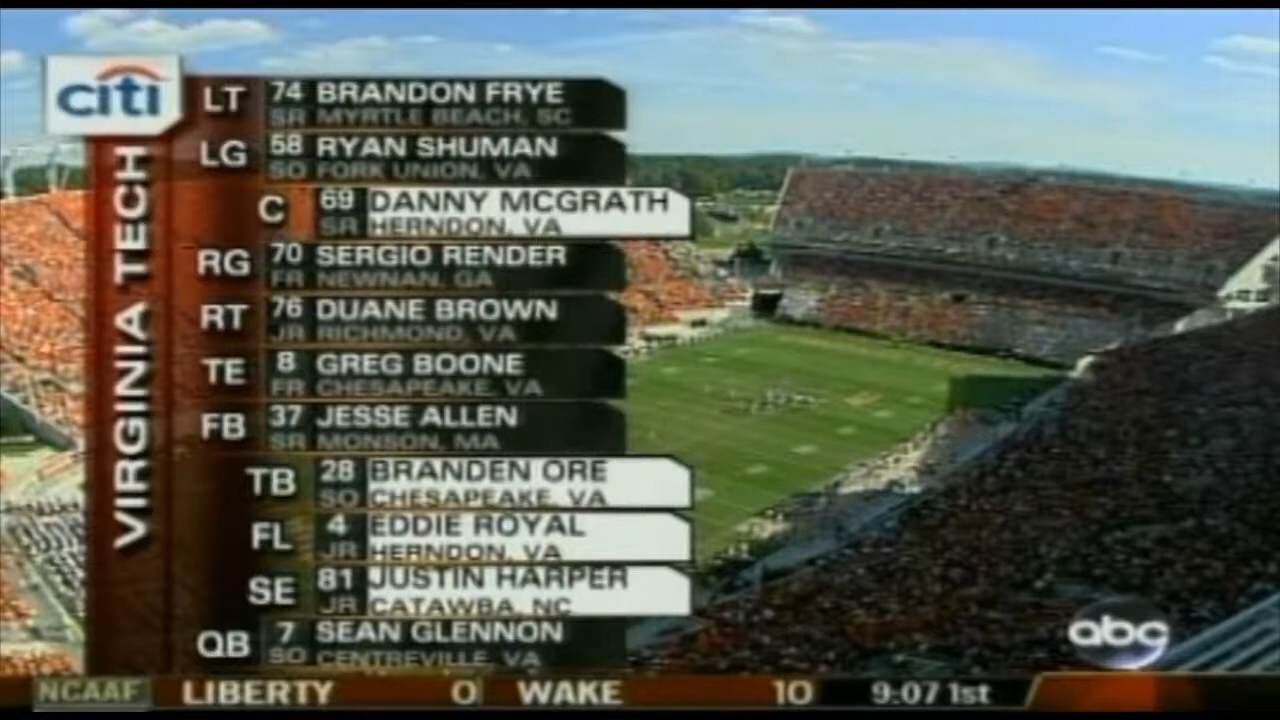 citi
VIRGINIA TECH
LT 74 BRANDON FRYE
SR MYRTLE BEACH, SC
LG 58 RYAN SHUMAN
SO FORK UNION, VA
C 69 DANNY MCGRATH
SR HERNDON, VA
RG 70 SERGIO RENDER
FR NEWNAN, GA
RT 76 DUANE BROWN
JR RICHMOND, VA
TE 8 GREG BOONE
FR CHESAPEAKE, VA
FB 37 JESSE ALLEN
SR MONSON, MA
TB 28 BRANDEN ORE
SO CHESAPEAKE, VA
FL 4 EDDIE ROYAL
JR HERNDON, VA
SE 81 JUSTIN HARPER
JR CATAWBA, NC
QB 7 SEAN GLENNON
SO CENTREVILLE, VA
abc
NCAAF LIBERTY 0 WAKE 10 9:07 1st